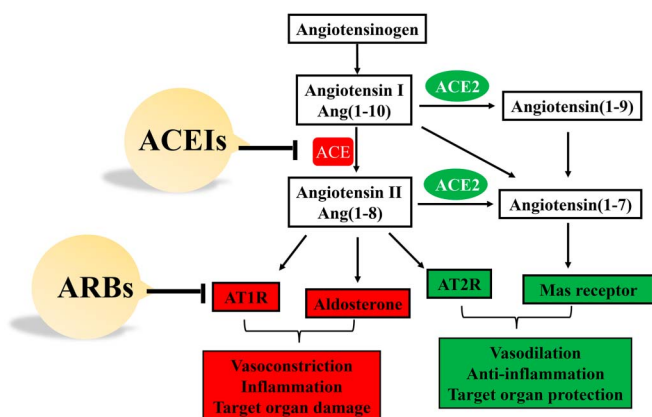 Angiotensinogen
Angiotensin I
Ang(1-10)
ACE2
Angiotensin(1-9)
ACEIs
ACE
Angiotensin II
Ang(1-8)
ACE2
Angiotensin(1-7)
ARBs
AT1R
Aldosterone
AT2R
Mas receptor
Vasoconstriction
Inflammation
Target organ damage
Vasodilation
Anti-inflammation
Target organ protection